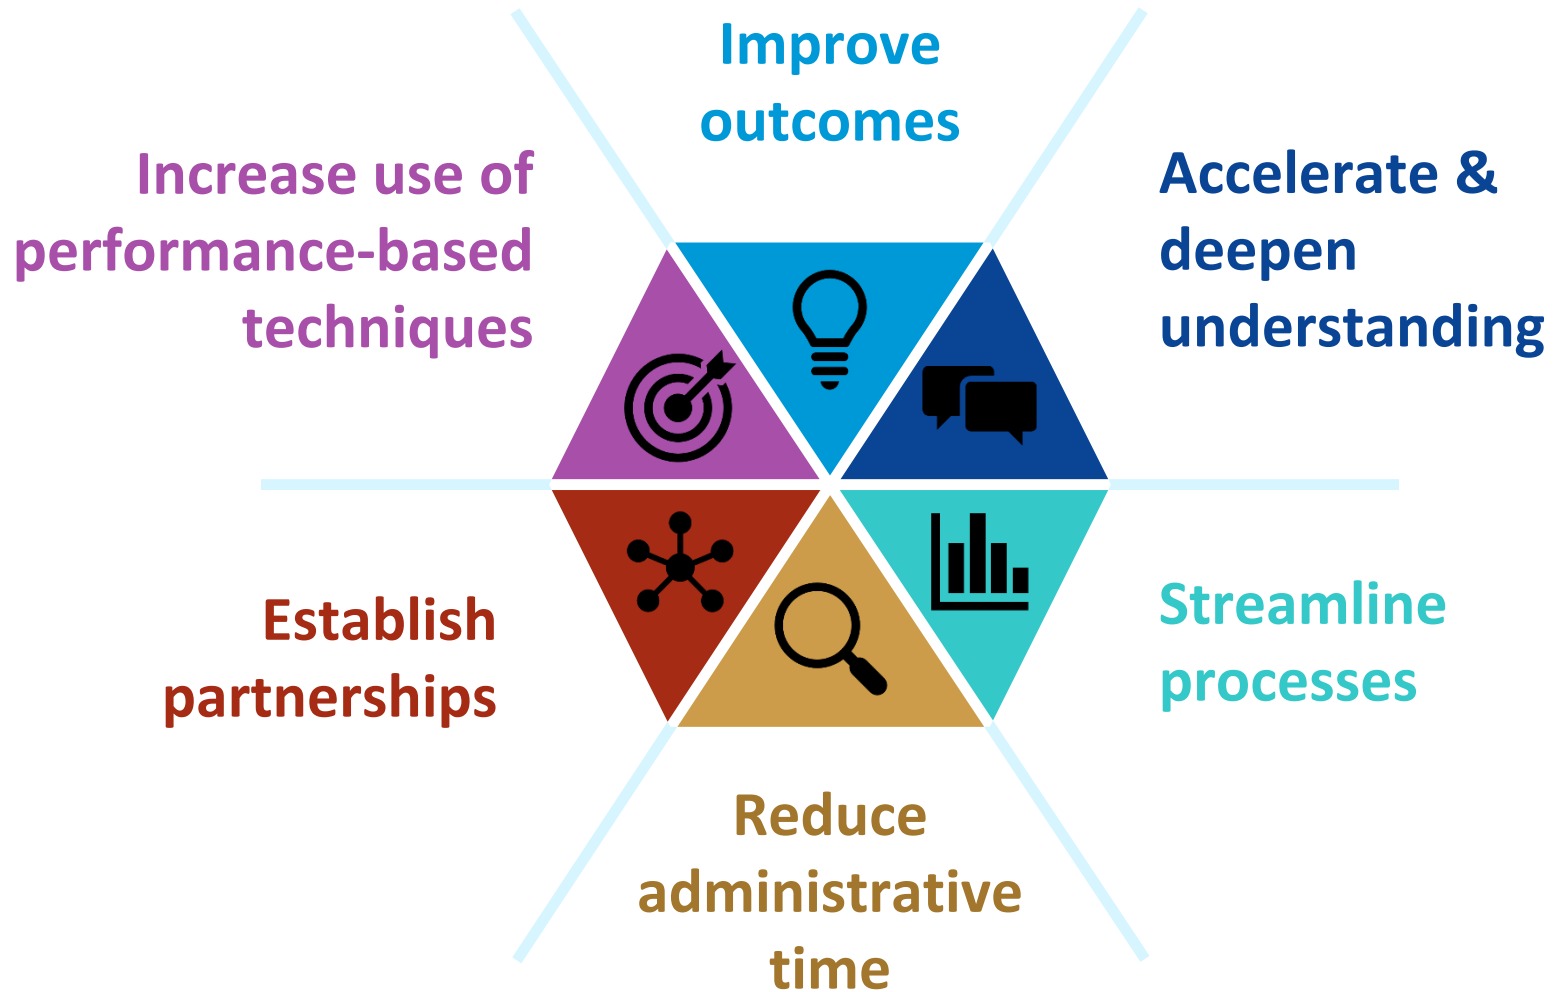 Improve
outcomes
Accelerate &
deepen
understanding
Streamline
processes
Reduce
administrative
time
Establish
partnerships
Increase use of
performance-based
techniques